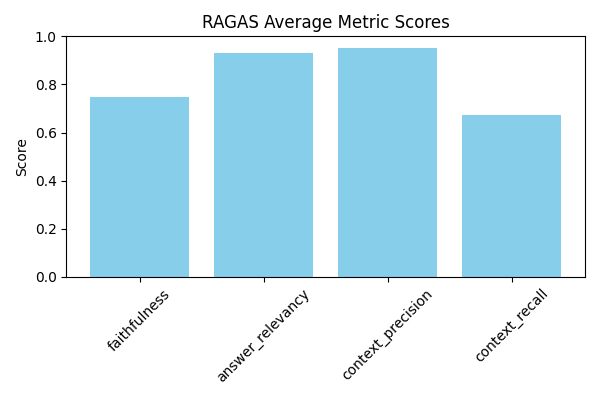 RAGAS Average Metric Scores
Score
1.0
0.8
0.6
0.4
0.2
0.0
faithfulness
answer_relevancy
context_precision
context_recall